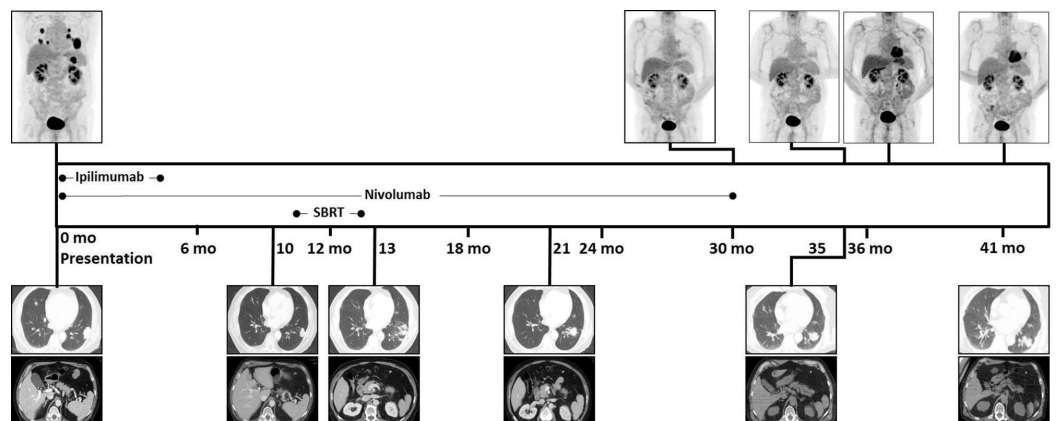 Ipilimumab
Nivolumab
SBRT
0 mo
Presentation
6 mo
10
12 mo
13
18 mo
21
24 mo
30 mo
35
36 mo
41 mo